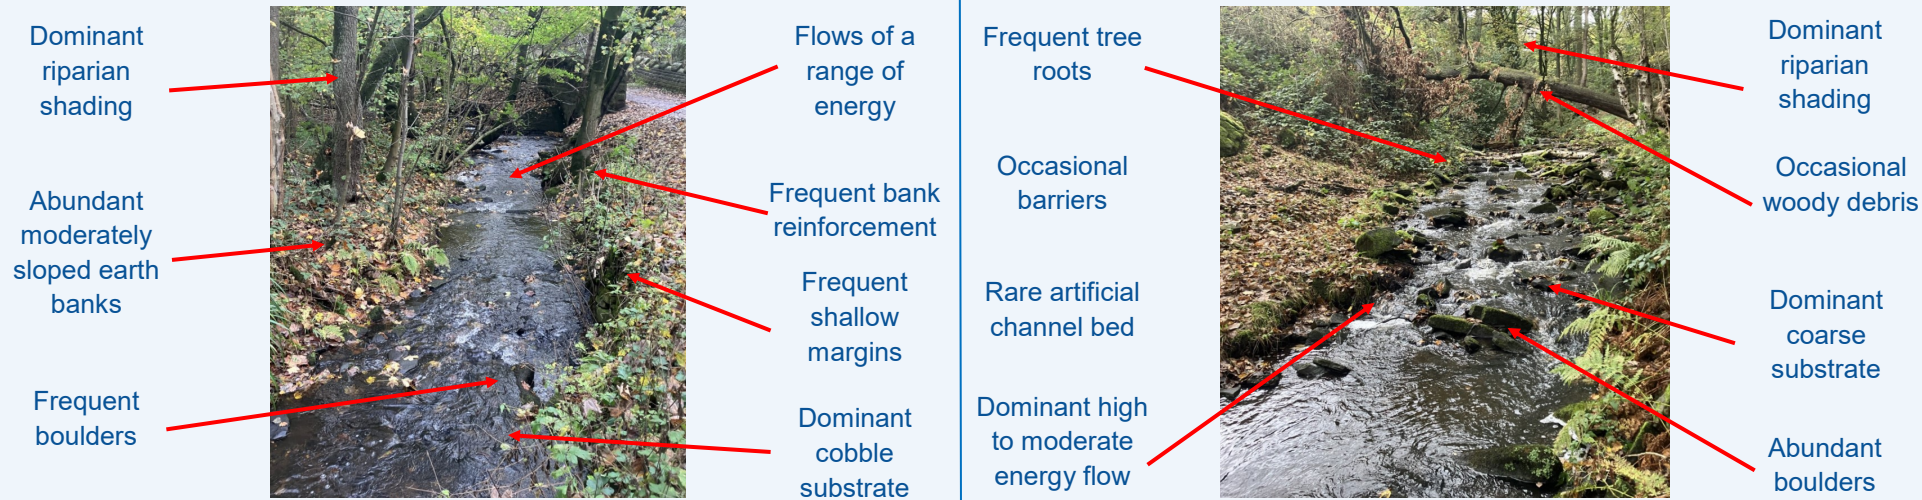 Dominant
riparian
shading
Abundant
moderately
sloped earth
banks
Frequent
boulders
Flows of a
range of
energy
Frequent bank
reinforcement
Frequent
shallow
margins
Dominant
cobble
substrate
Frequent tree
roots
Occasional
barriers
Rare artificial
channel bed
Dominant high
to moderate
energy flow
Dominant
riparian
shading
Occasional
woody debris
Dominant
coarse
substrate
Abundant
boulders